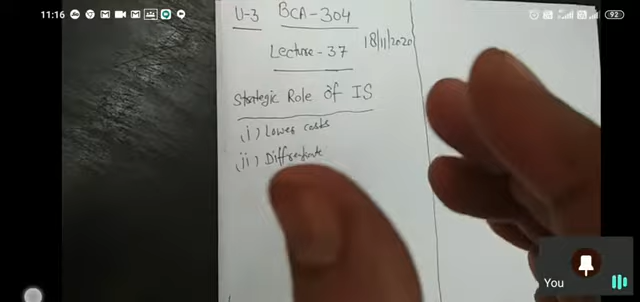 11:16
92
U-3 BCA-304
Lecture-37 18/11/2020
Strategic Role of IS
(i) Lower costs
(ii) Diffrentiate
You